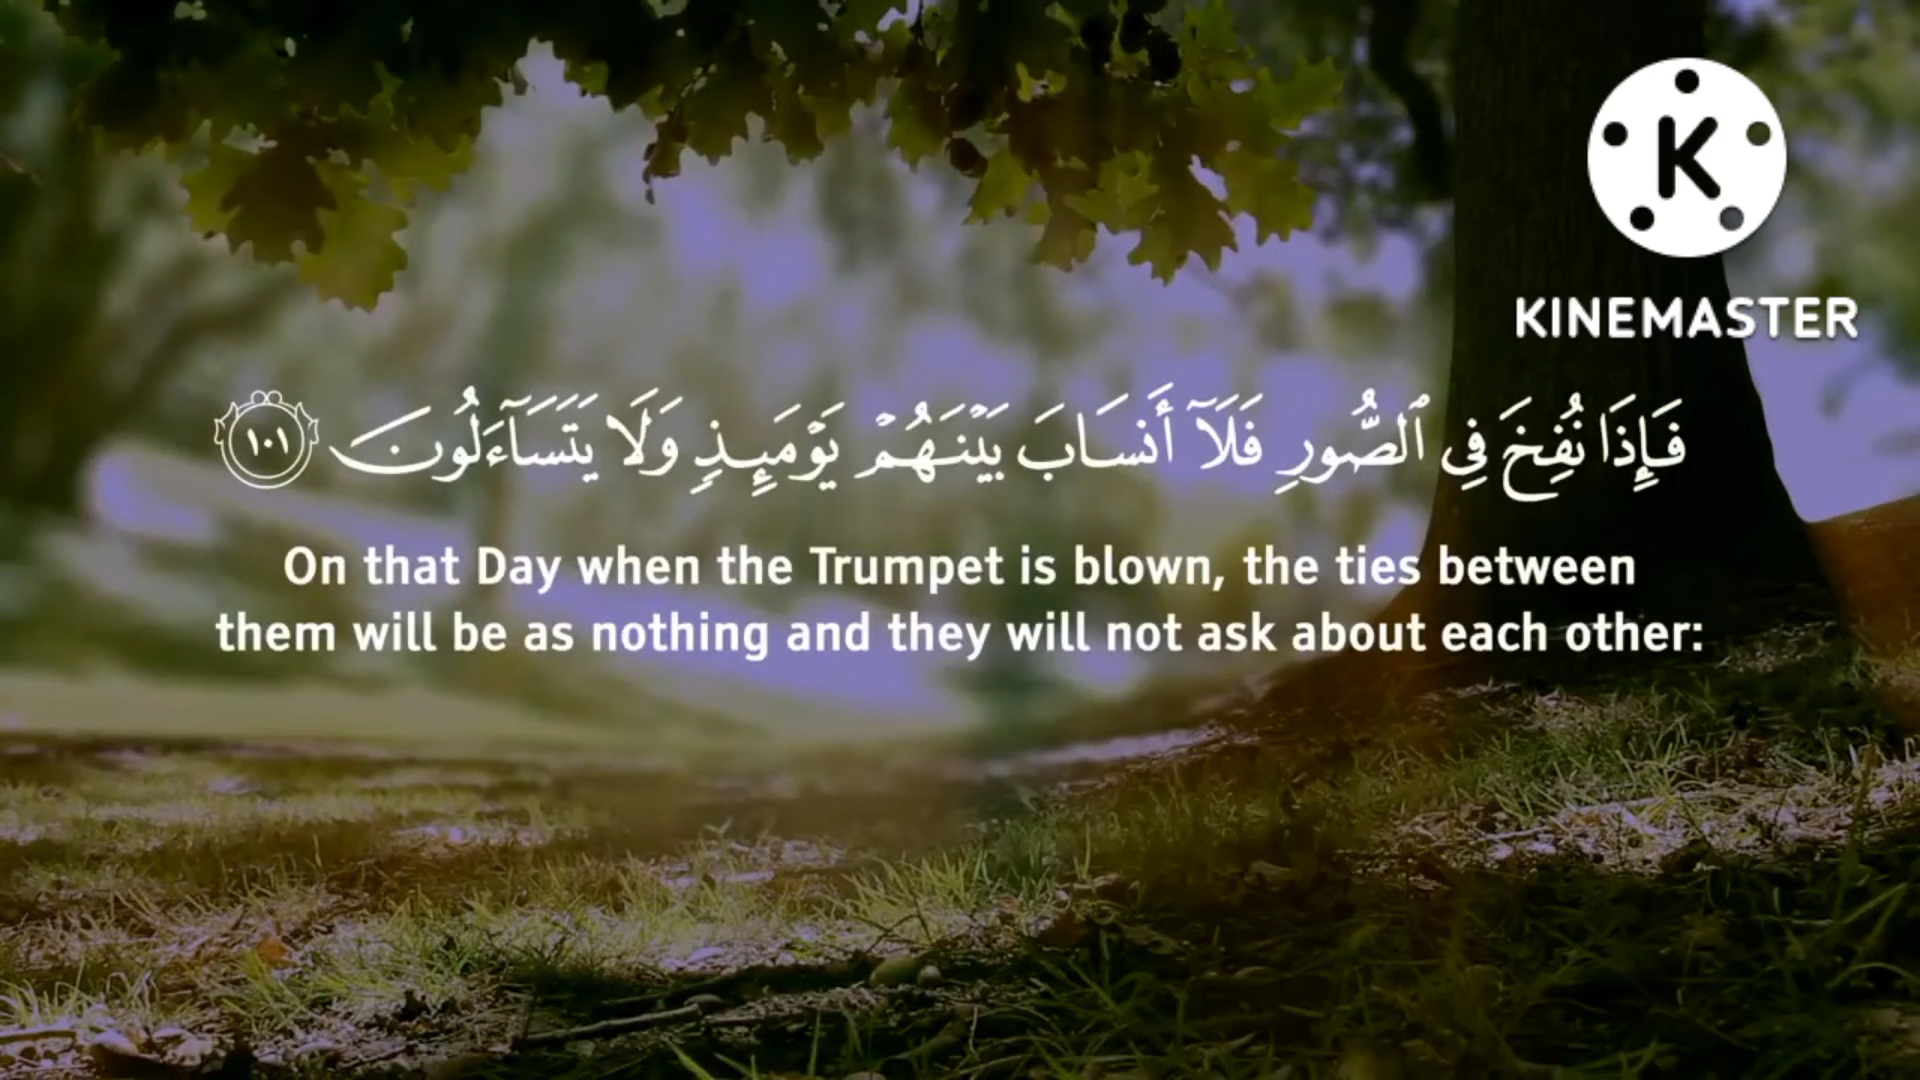 K
KINEMASTER
فَإِذَا نُفِخَ فِى ٱلصُّورِ فَلَآ أَنسَابَ بَيْنَهُمْ يَوْمَئِذٍ وَلَا يَتَسَآءَلُونَ ١٠١
On that Day when the Trumpet is blown, the ties between
them will be as nothing and they will not ask about each other: